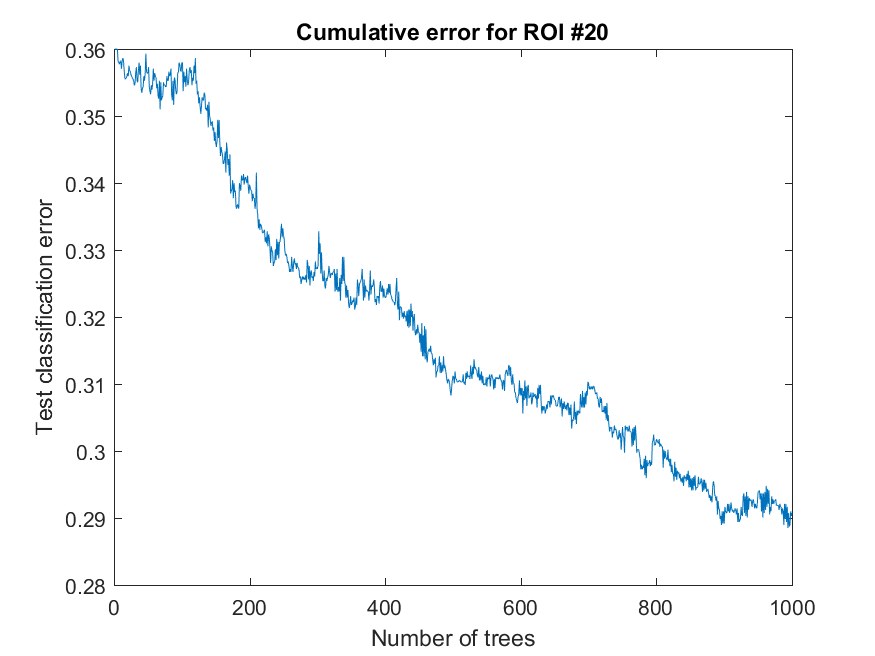 Cumulative error for ROI #20
0.36
0.35
0.34
0.33
0.32
0.31
0.3
0.29
0.28
Test classification error
0 200 400 600 800 1000
Number of trees